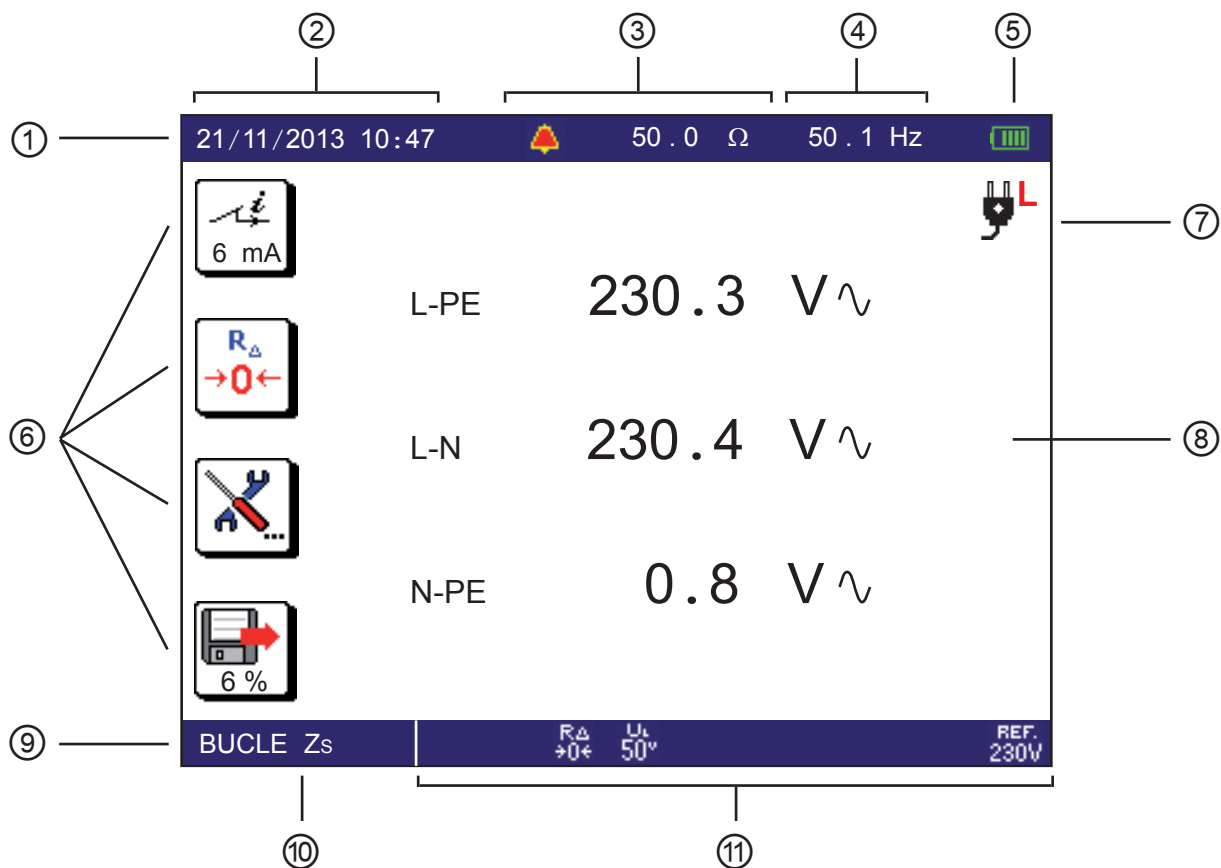 ② ③ ④ ⑤
① 21/11/2013 10:47 50.0 Ω 50.1 Hz
i
6 mA
L ⑦
L-PE 230.3 V
R△
→0←
⑥ L-N 230.4 V ⑧
...
N-PE 0.8 V
6 %
⑨ BUCLE Zs R△ →0← UL 50V REF. 230V
⑩ ⑪